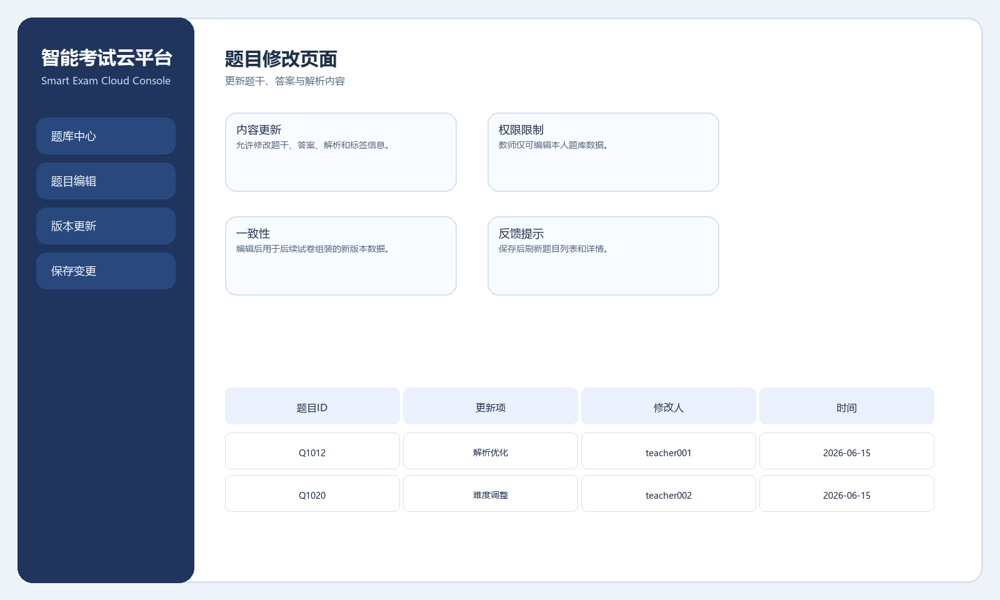 智能考试云平台
Smart Exam Cloud Console
题库中心
题目编辑
版本更新
保存变更
题目修改页面
更新题干、答案与解析内容
内容更新
允许修改题干、答案、解析和标签信息。
权限限制
教师仅可编辑本人题库数据。
一致性
编辑后用于后续试卷组装的新版本数据。
反馈提示
保存后刷新题目列表和详情。
题目ID 更新项 修改人 时间
Q1012 解析优化 teacher001 2026-06-15
Q1020 难度调整 teacher002 2026-06-15